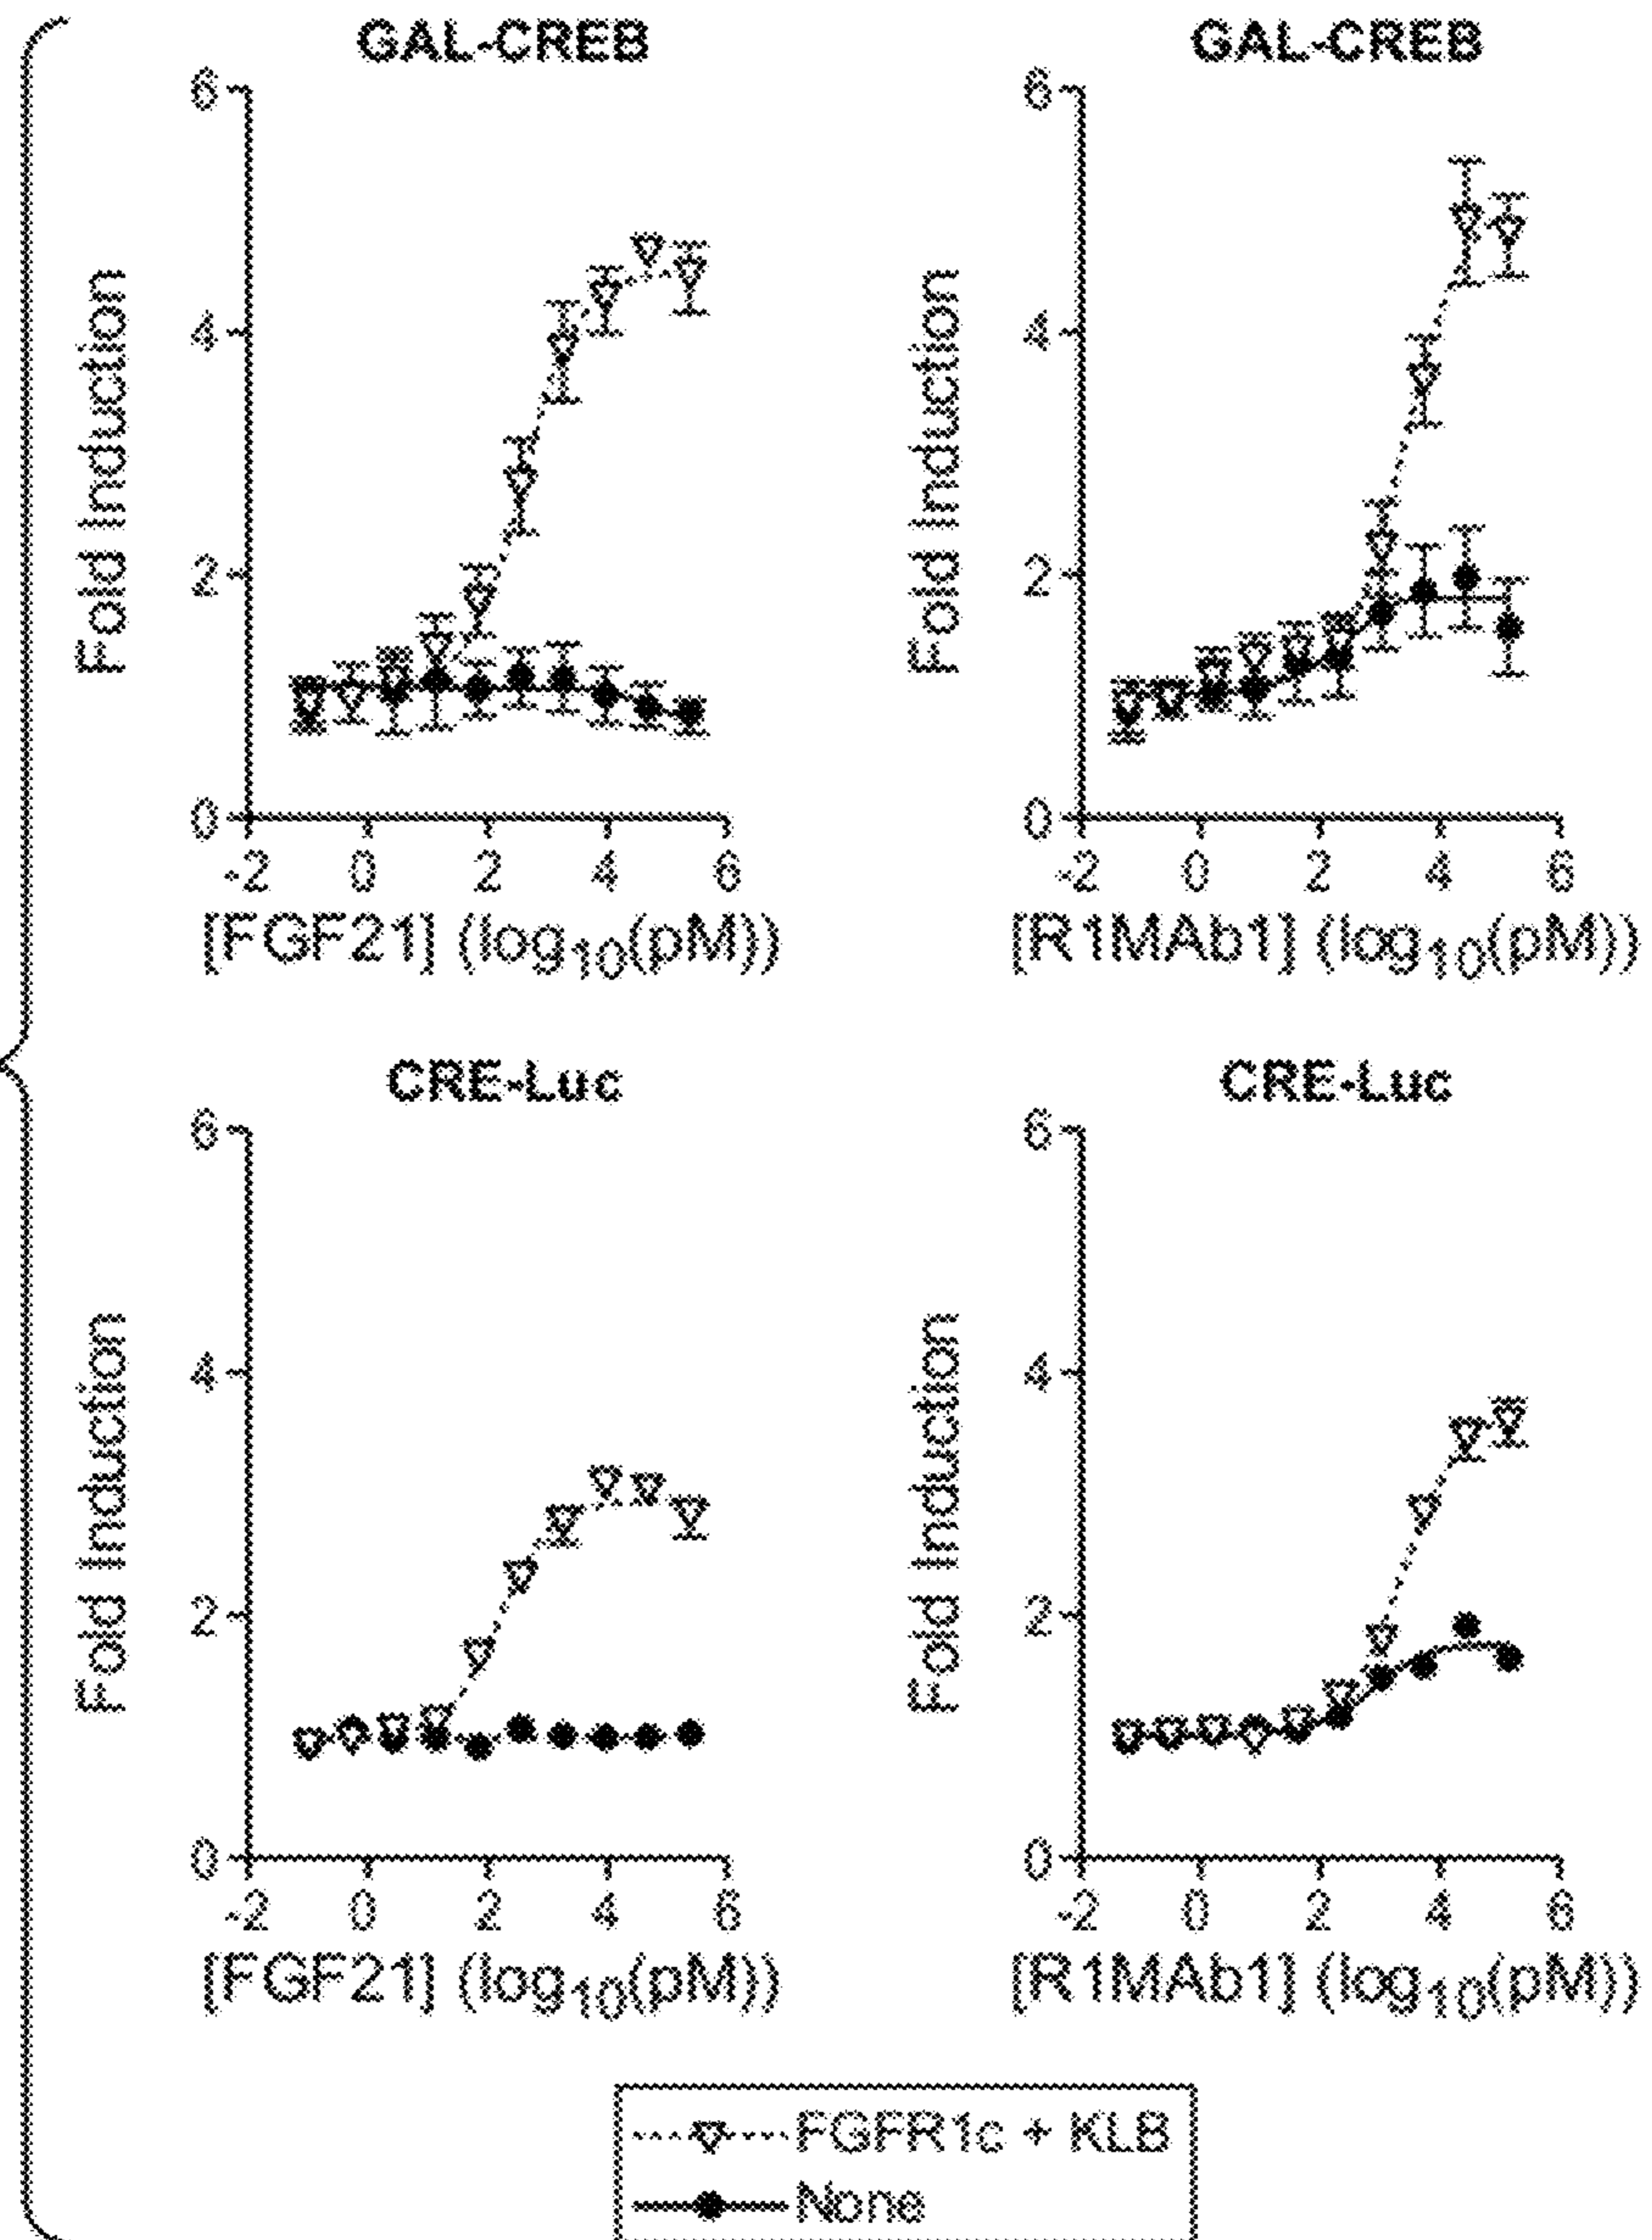 GAL-CREB
6
4
2
0
Fold Induction
-2 0 2 4 6
[FGF21] (log10(pM))
GAL-CREB
6
4
2
0
Fold Induction
-2 0 2 4 6
[R1MAb1] (log10(pM))
CRE-Luc
6
4
2
0
Fold Induction
-2 0 2 4 6
[FGF21] (log10(pM))
CRE-Luc
6
4
2
0
Fold Induction
-2 0 2 4 6
[R1MAb1] (log10(pM))
FGFR1c + KLB
None